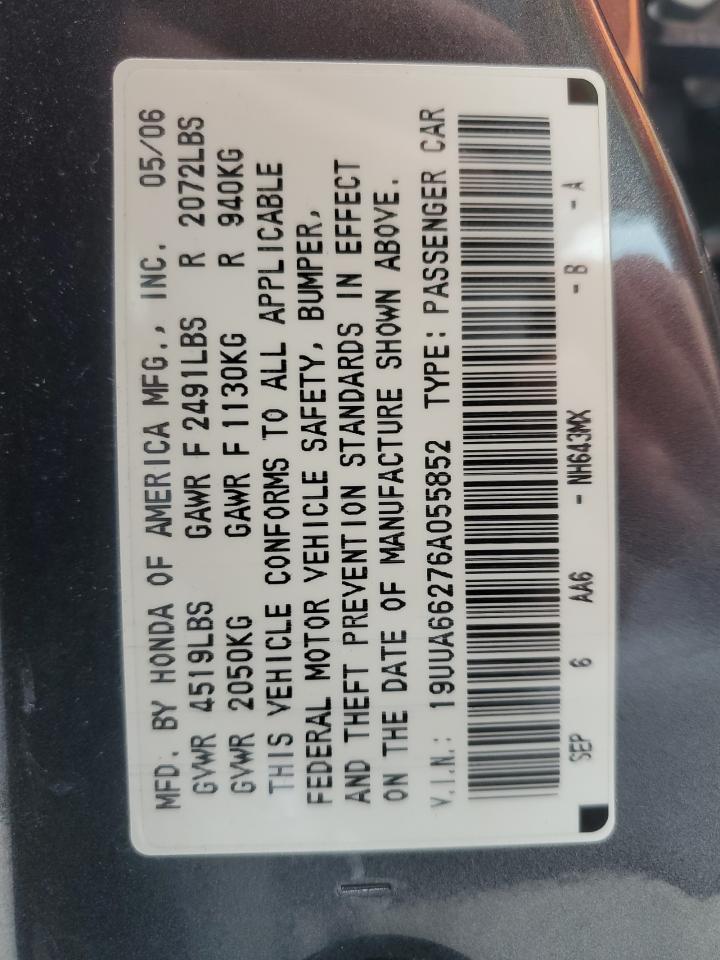 MFD. BY HONDA OF AMERICA MFG., INC. 05/06
GVWR 4519LBS GAWR F 2491LBS R 2072LBS
GVWR 2050KG GAWR F 1130KG R 940KG
THIS VEHICLE CONFORMS TO ALL APPLICABLE
FEDERAL MOTOR VEHICLE SAFETY, BUMPER,
AND THEFT PREVENTION STANDARDS IN EFFECT
ON THE DATE OF MANUFACTURE SHOWN ABOVE.
V.I.N.: 19UUA66276A055852 TYPE: PASSENGER CAR
SEP 6 AA6 - NH643MX - B - A